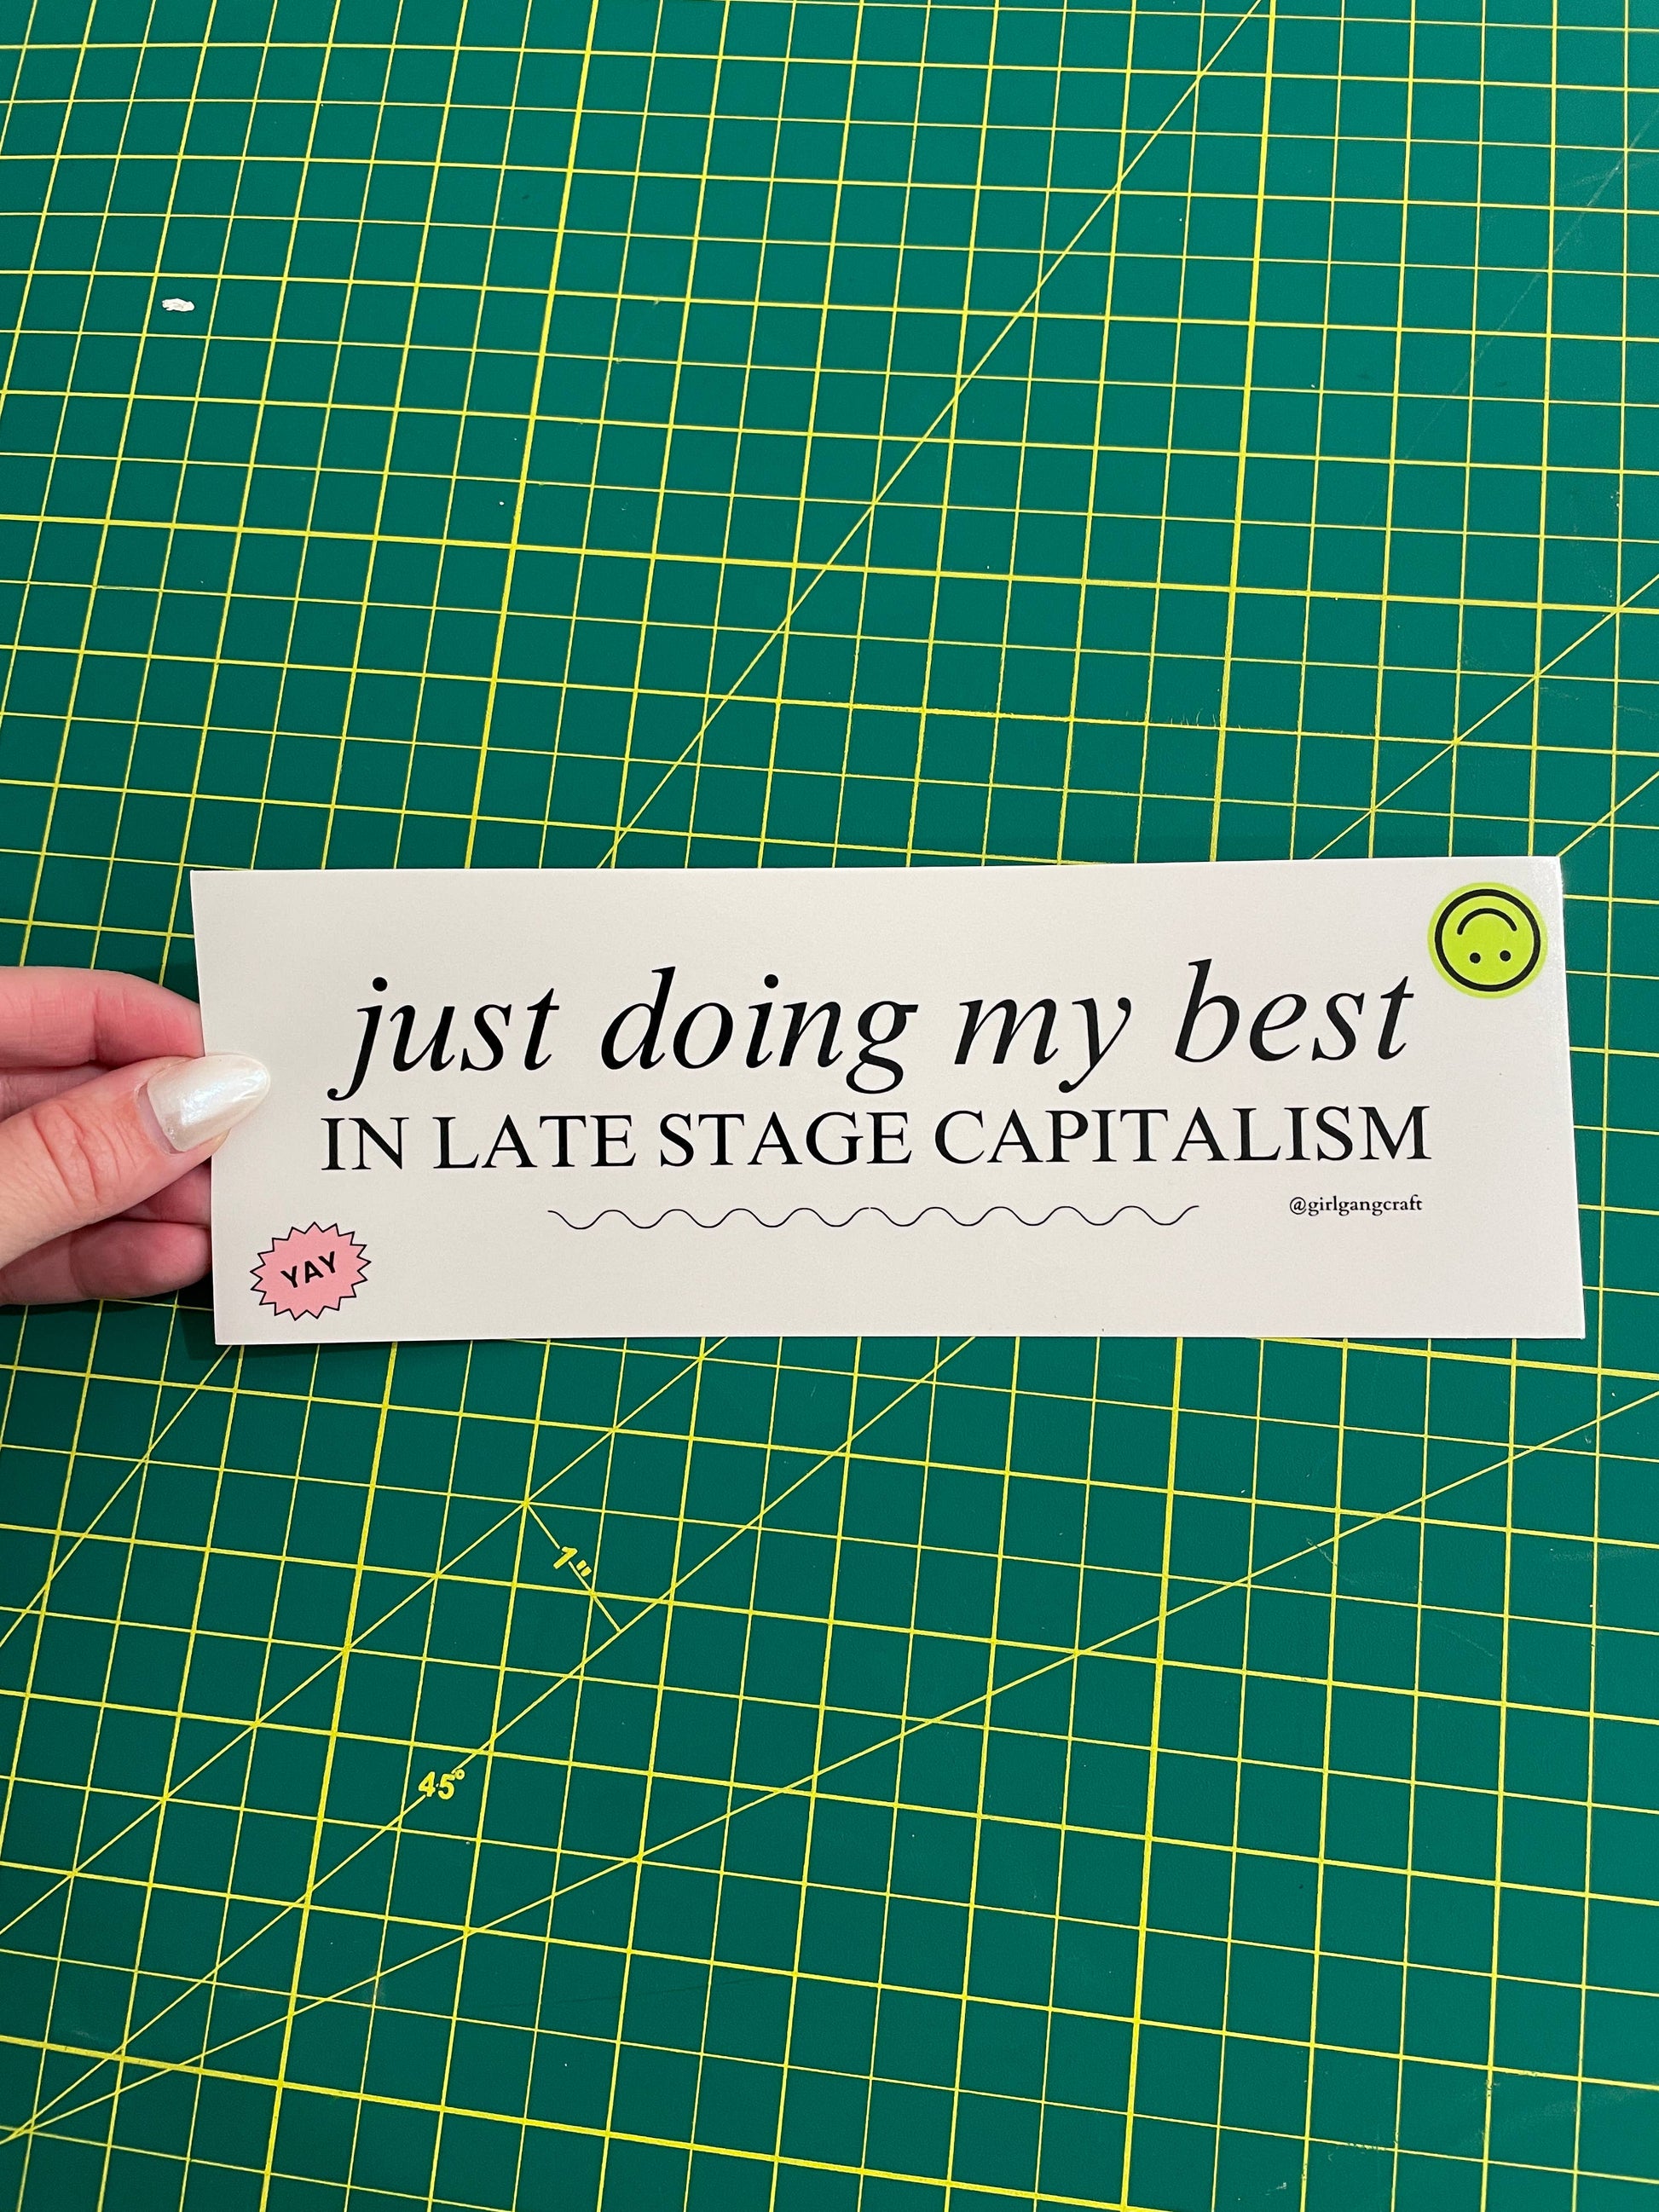 just doing my best
IN LATE STAGE CAPITALISM
@girlgangcraft
YAY
1"
45°